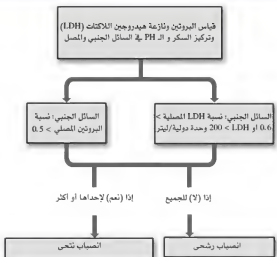 قياس البروتين ونازعة هيدروجين اللاكتات (LDH)
وتركيز السكر و الـ PH في السائل الجنبي والمصل
السائل الجنبي: نسبة
البروتين المصلي > 0.5
السائل الجنبي: نسبة LDH المصلية >
0.6 او LDH > 200 وحدة دولية/ليتر
إذا (نعم) لإحداها أو أكثر
إذا (لا) للجميع
انصباب نتحي
انصباب رشحي